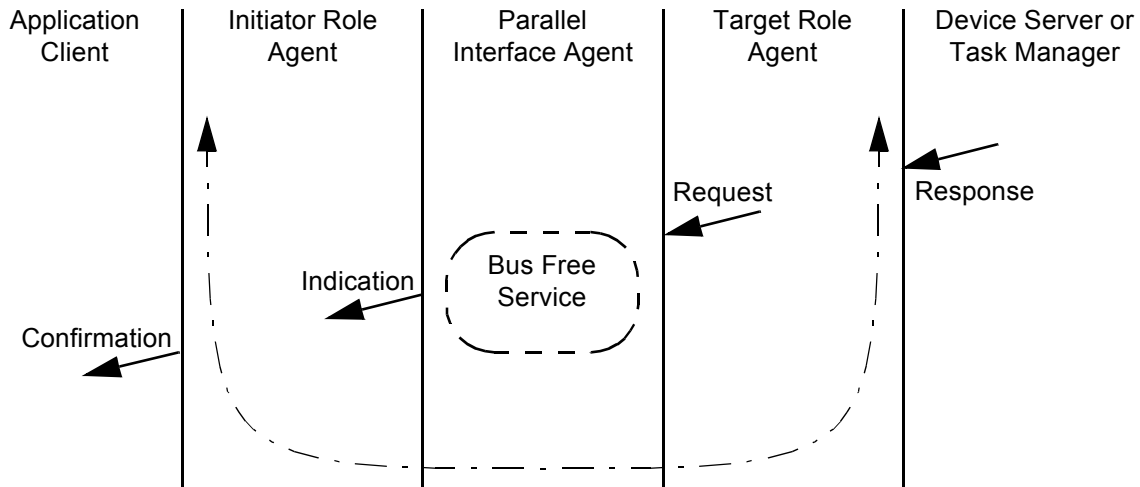 Application
Client
Initiator Role
Agent
Parallel
Interface Agent
Target Role
Agent
Device Server or
Task Manager
Response
Request
Bus Free
Service
Indication
Confirmation